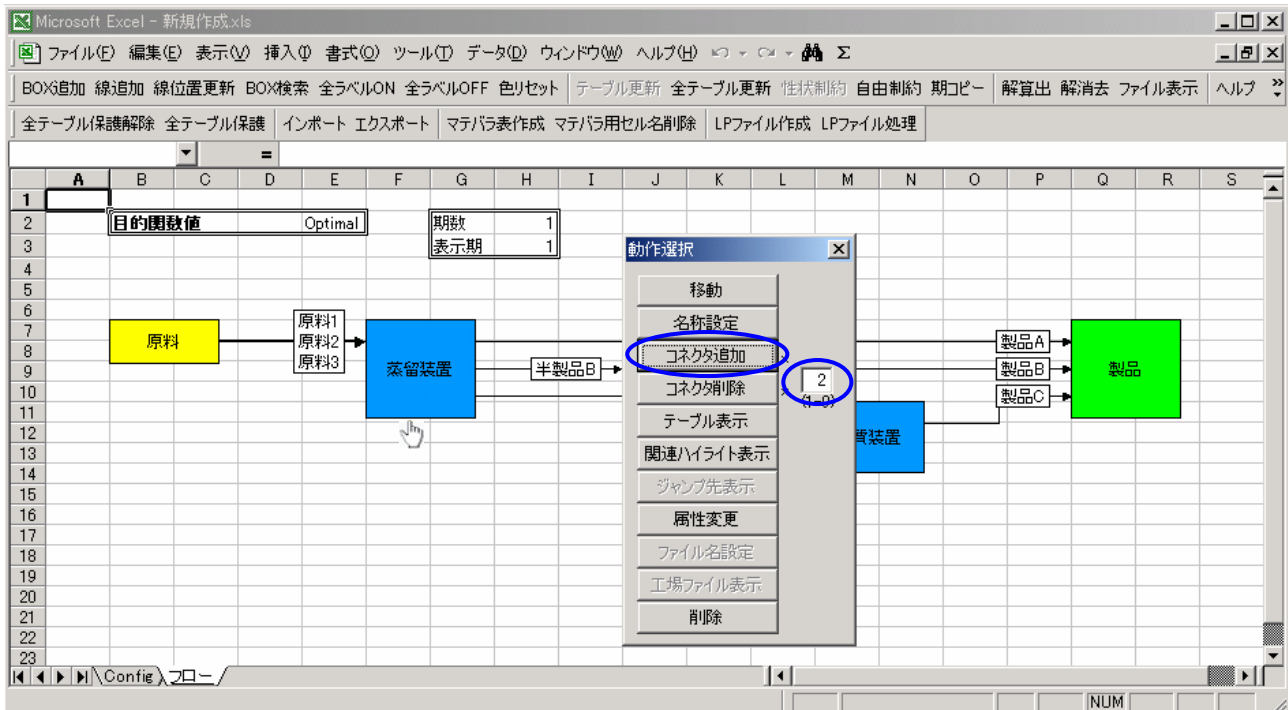 Microsoft Excel - 新規作成.xls
ファイル(F) 編集(E) 表示(V) 挿入(I) 書式(O) ツール(T) データ(D) ウィンドウ(W) ヘルプ(H) Σ
BOX追加 線追加 線位置更新 BOX検索 全ラベルON 全ラベルOFF 色リセット テーブル更新 全テーブル更新 性状制約 自由制約 期コピー 解算出 解消去 ファイル表示 ヘルプ
全テーブル保護解除 全テーブル保護 インポート エクスポート マテバラ表作成 マテバラ用セル名削除 LPファイル作成 LPファイル処理
=
A B C D E F G H I J K L M N O P Q R S
1
2 目的関数値 Optimal 期数 1
3 表示期 1
動作選択
4
5 移動
6 原料1
7 原料 原料2 名称設定 製品A
8 原料3 コネクタ追加 ×
9 蒸留装置 半製品B 製品B 製品
10 コネクタ削除 × 2 製品C
(1-9)
11 テーブル表示
12 質装置
13 関連ハイライト表示
14 ジャンプ先表示
15
16 属性変更
17
18 ファイル名設定
19 工場ファイル表示
20
21 削除
22
23
Config フロー
NUM